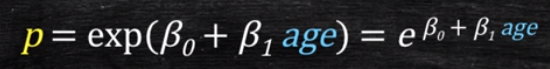 p = exp(β₀ + β₁ age) = e^(β₀ + β₁ age)